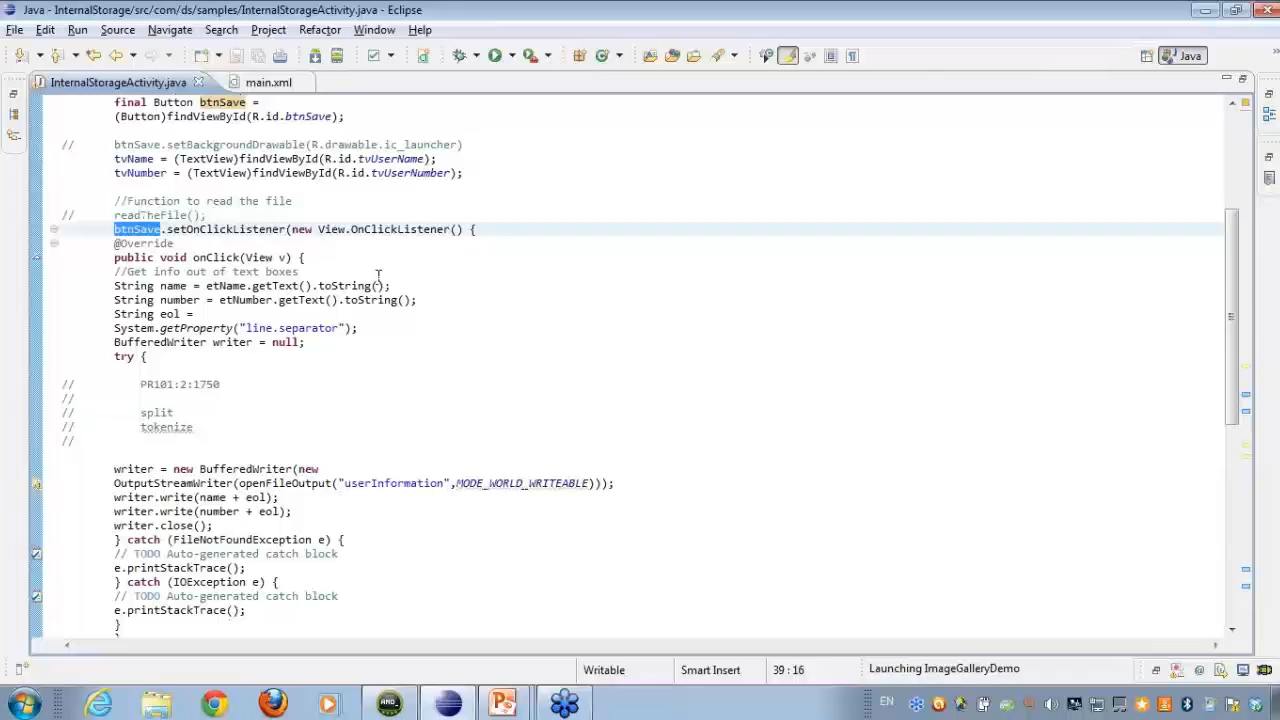 Java - InternalStorage/src/com/ds/samples/InternalStorageActivity.java - Eclipse
File Edit Run Source Navigate Search Project Refactor Window Help
Java
InternalStorageActivity.java main.xml
final Button btnSave =
(Button)findViewById(R.id.btnSave);
// btnSave.setBackgroundDrawable(R.drawable.ic_launcher)
tvName = (TextView)findViewById(R.id.tvUserName);
tvNumber = (TextView)findViewById(R.id.tvUserNumber);
//Function to read the file
// readTheFile();
btnSave.setOnClickListener(new View.OnClickListener() {
@Override
public void onClick(View v) {
//Get info out of text boxes
String name = etName.getText().toString();
String number = etNumber.getText().toString();
String eol =
System.getProperty("line.separator");
BufferedWriter writer = null;
try {
// PR101:2:1750
//
// split
// tokenize
//
writer = new BufferedWriter(new
OutputStreamWriter(openFileOutput("userInformation",MODE_WORLD_WRITEABLE)));
writer.write(name + eol);
writer.write(number + eol);
writer.close();
} catch (FileNotFoundException e) {
// TODO Auto-generated catch block
e.printStackTrace();
} catch (IOException e) {
// TODO Auto-generated catch block
e.printStackTrace();
}
Writable Smart Insert 39 : 16 Launching ImageGalleryDemo
EN